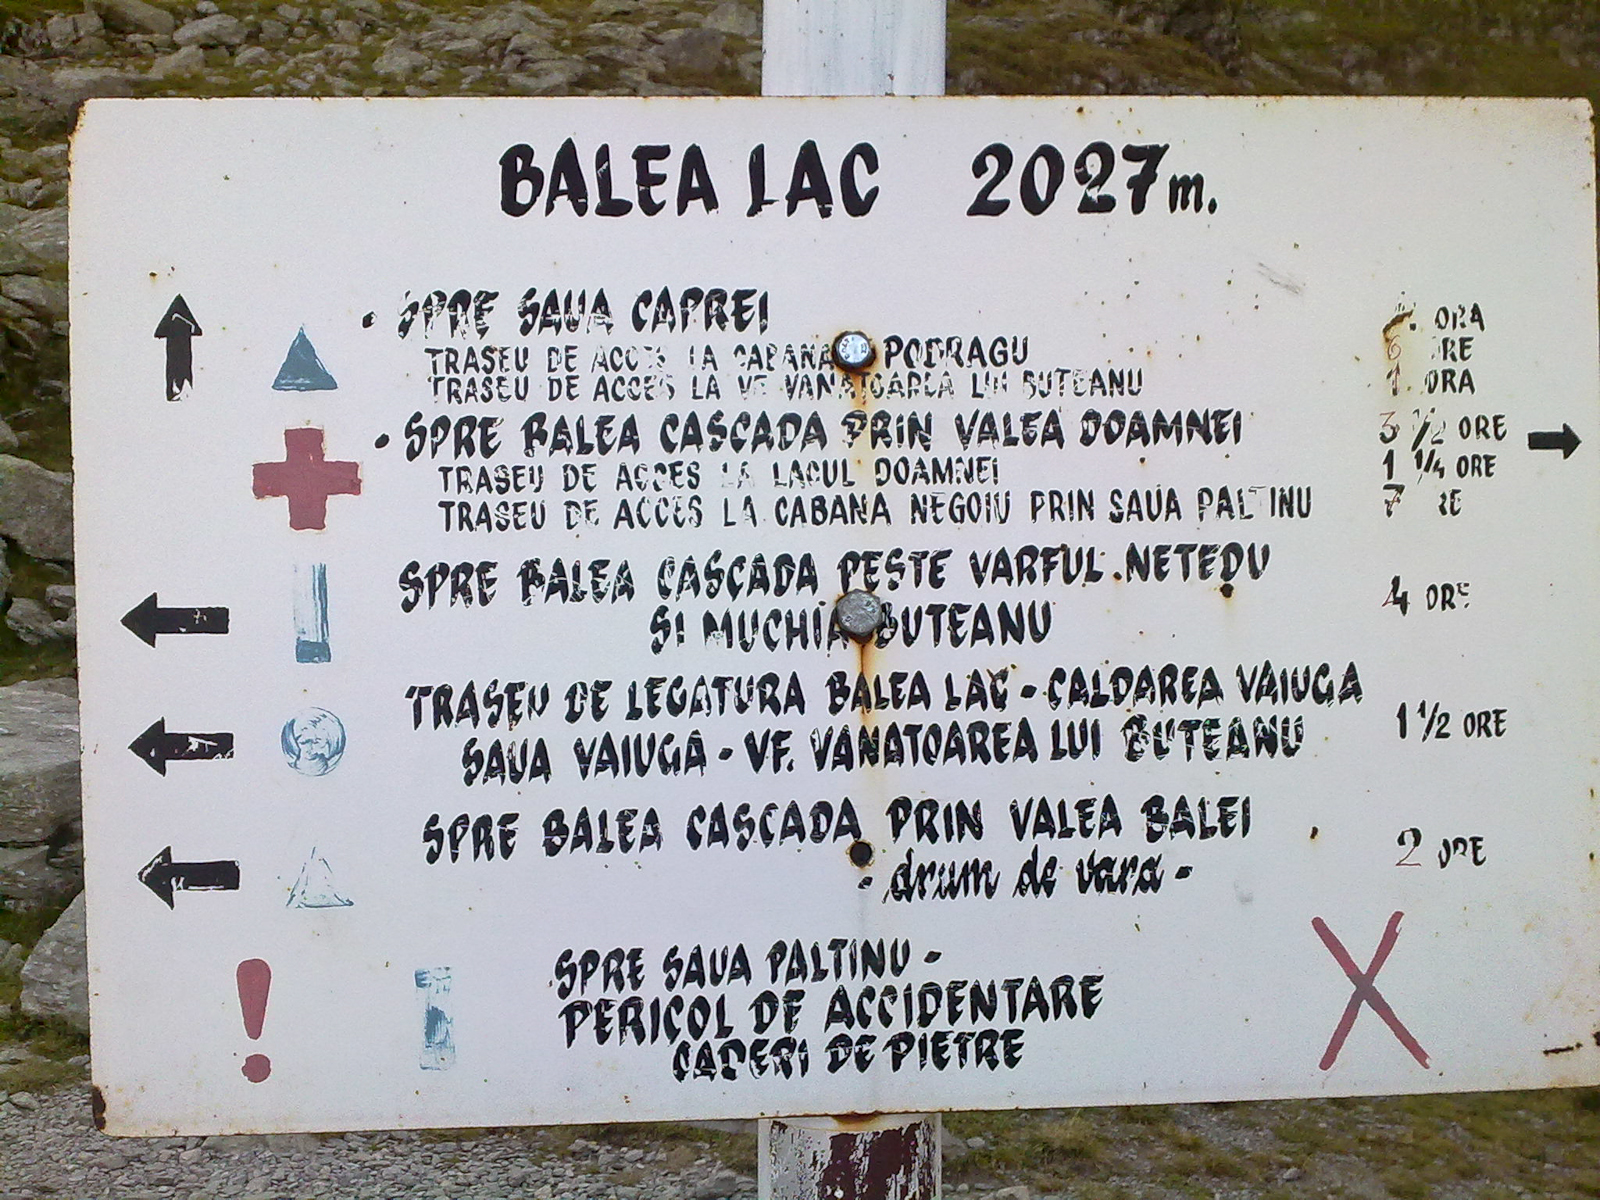 BALEA LAC 2027m.
• SPRE SAUA CAPREI ORA
TRASEU DE ACCES LA CABANA PODRAGU 6 ORE
TRASEU DE ACCES LA VF VANATOAREA LUI BUTEANU 1 ORA
• SPRE BALEA CASCADA PRIN VALEA DOAMNEI 3 1/2 ORE
TRASEU DE ACCES LA LACUL DOAMNEI 1 1/4 ORE
TRASEU DE ACCES LA CABANA NEGOIU PRIN SAUA PALTINU 7 RE
SPRE BALEA CASCADA PESTE VARFUL NETEDU
SI MUCHIA BUTEANU 4 ORE
TRASEU DE LEGATURA BALEA LAC - CALDAREA VAIUGA
SAUA VAIUGA - VF. VANATOAREA LUI BUTEANU 1 1/2 ORE
SPRE BALEA CASCADA PRIN VALEA BALEI
- drum de vara - 2 ORE
! SPRE SAUA PALTINU - X
PERICOL DE ACCIDENTARE
CADERI DE PIETRE